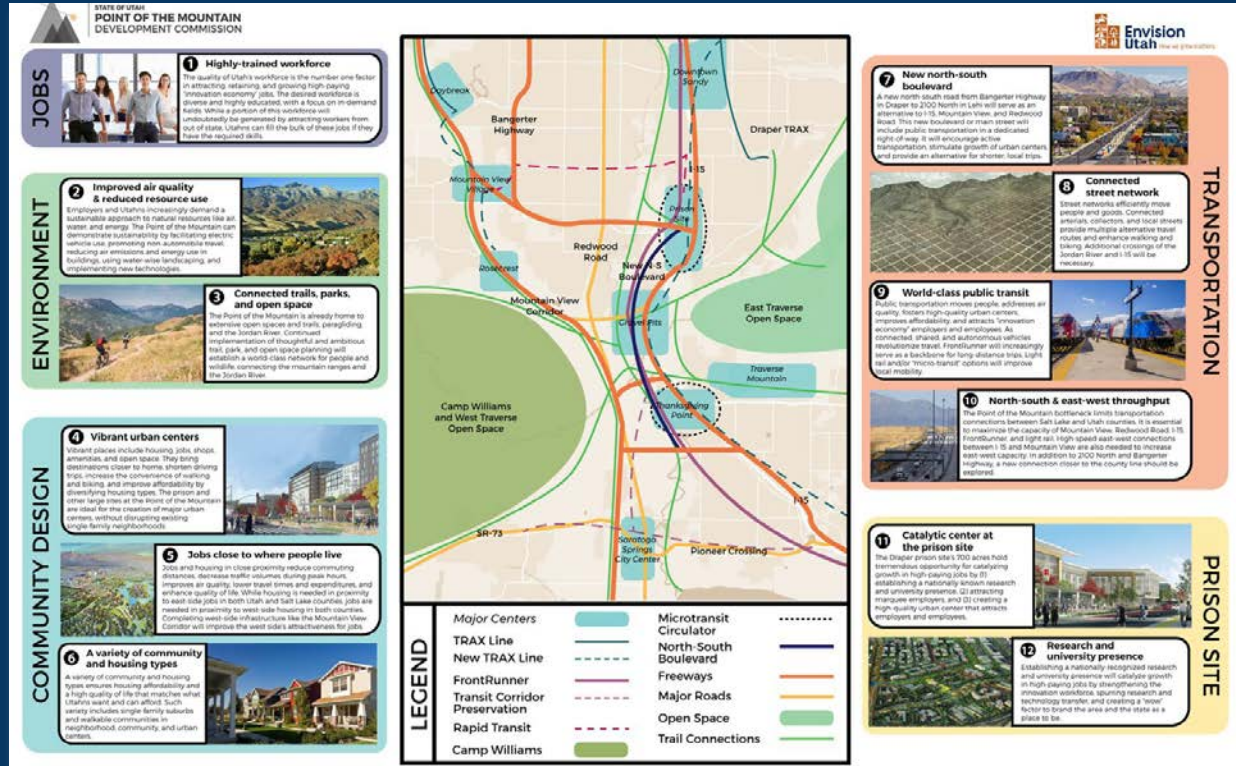 STATE OF UTAH
POINT OF THE MOUNTAIN
DEVELOPMENT COMMISSION
Envision
Utah
JOBS
1 Highly-trained workforce
The quality of Utah's workforce is the number one factor
in attracting, retaining, and growing high-paying
"innovation economy" jobs. The desired workforce is
diverse and highly educated, with a focus on in-demand
fields. While a portion of this workforce will
undoubtedly be generated by attracting workers from
out of state, Utahns can fill the bulk of these jobs if they
have the required skills.
ENVIRONMENT
2 Improved air quality
& reduced resource use
Employers and Utahns increasingly demand a
sustainable approach to natural resources like air,
water, and energy. The Point of the Mountain can
demonstrate sustainability by facilitating electric
vehicle use, promoting non-automobile travel,
reducing air emissions and energy use in
buildings, using water-wise landscaping, and
implementing new technologies.
3 Connected trails, parks,
and open space
The Point of the Mountain is already home to
extensive open spaces and trails, paragliding,
and the Jordan River. Continued
implementation of thoughtful and ambitious
trail, park, and open space planning will
establish a world-class network for people and
wildlife, connecting the mountain ranges and
the Jordan River.
COMMUNITY DESIGN
4 Vibrant urban centers
Vibrant places include housing, jobs, shops,
amenities, and open space. They bring
destinations closer to home, shorten driving
trips, increase the convenience of walking
and biking, and improve affordability by
diversifying housing types. The prison and
other large sites at the Point of the Mountain
are ideal for the creation of major urban
centers, without disrupting existing
single-family neighborhoods.
5 Jobs close to where people live
Jobs and housing in close proximity reduce commuting
distances, decrease traffic volumes during peak hours,
improves air quality, lower travel times and expenditures, and
enhance quality of life. While housing is needed in proximity
to east side jobs in both Utah and Salt Lake counties, jobs are
needed in proximity to west side housing in both counties.
Completing west-side infrastructure like the Mountain View
Corridor will improve the west side's attractiveness for jobs.
6 A variety of community
and housing types
A variety of community and housing
types ensures housing affordability and
a high quality of life that matches what
Utahns want and can afford. Such
variety includes single family suburbs
and walkable communities in
neighborhood, community, and urban
centers.
Daybreak
Downtown
Sandy
Bangerter
Highway
Draper TRAX
I-15
Mountain View
Village
Prison
Site
Redwood
Road
New N-S
Boulevard
Rosecrest
Mountain View
Corridor
Gravel Pits
East Traverse
Open Space
Traverse
Mountain
Thanksgiving
Point
Camp Williams
and West Traverse
Open Space
I-15
SR-73
Saratoga
Springs
City Center
Pioneer Crossing
LEGEND
Major Centers
TRAX Line
New TRAX Line
FrontRunner
Transit Corridor
Preservation
Rapid Transit
Camp Williams
Microtransit
Circulator
North-South
Boulevard
Freeways
Major Roads
Open Space
Trail Connections
TRANSPORTATION
7 New north-south
boulevard
A new north south road from Bangerter Highway
in Draper to 2100 North in Lehi will serve as an
alternative to I-15, Mountain View, and Redwood
Road. This new boulevard or main street will
include public transportation in a dedicated
right-of-way. It will encourage active
transportation, stimulate growth of urban centers,
and provide an alternative for shorter, local trips.
8 Connected
street network
Street networks efficiently move
people and goods. Connected
arterials, collectors, and local streets
provide multiple alternative travel
routes and enhance walking and
biking. Additional crossings of the
Jordan River and I-15 will be
necessary.
9 World-class public transit
Public transportation moves people, addresses air
quality, fosters high-quality urban centers,
improves affordability, and attracts "innovation
economy" employers and employees. As
connected, shared, and autonomous vehicles
revolutionize travel, FrontRunner will increasingly
serve as a backbone for long-distance trips. Light
rail and/or "micro-transit" options will improve
local mobility.
10 North-south & east-west throughput
The Point of the Mountain bottleneck limits transportation
connections between Salt Lake and Utah counties. It is essential
to maximize the capacity of Mountain View, Redwood Road, I-15,
FrontRunner, and light rail. High speed east-west connections
between I-15 and Mountain View are also needed to increase
east-west capacity. In addition to 2100 North and Bangerter
Highway, a new connection closer to the county line should be
explored.
PRISON SITE
11 Catalytic center at
the prison site
The Draper prison site's 700 acres hold
tremendous opportunity for catalyzing
growth in high-paying jobs by (1)
establishing a nationally known research
and university presence, (2) attracting
marquee employers, and (3) creating a
high quality urban center that attracts
employers and employees.
12 Research and
university presence
Establishing a nationally recognized research
and university presence will catalyze growth
in high-paying jobs by strengthening the
innovation workforce, spurring research and
technology transfer, and creating a "wow"
factor to brand the area and the state as a
place to be.